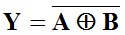 Y = \overline{A ⊕ B}